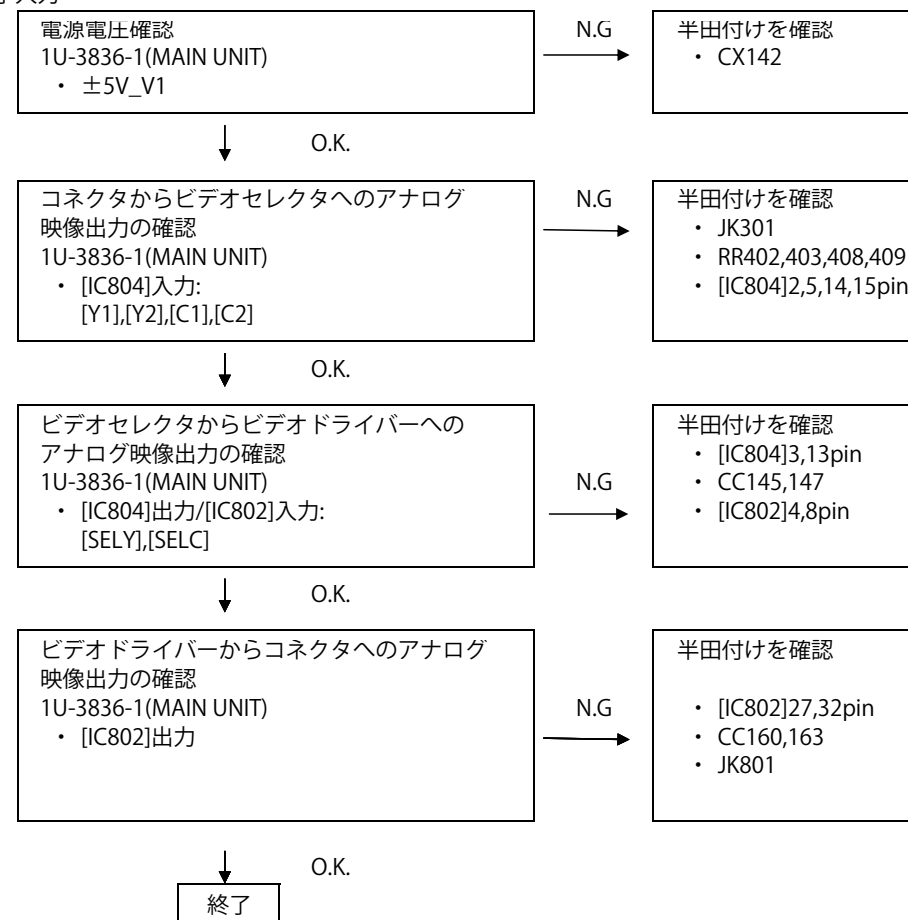 電源電圧確認
1U-3836-1(MAIN UNIT)
・ ±5V_V1
N.G
半田付けを確認
・ CX142
O.K.
コネクタからビデオセレクタへのアナログ
映像出力の確認
1U-3836-1(MAIN UNIT)
・ [IC804]入力:
[Y1],[Y2],[C1],[C2]
N.G
半田付けを確認
・ JK301
・ RR402,403,408,409
・ [IC804]2,5,14,15pin
O.K.
ビデオセレクタからビデオドライバーへの
アナログ映像出力の確認
1U-3836-1(MAIN UNIT)
・ [IC804]出力/[IC802]入力:
[SELY],[SELC]
N.G
半田付けを確認
・ [IC804]3,13pin
・ CC145,147
・ [IC802]4,8pin
O.K.
ビデオドライバーからコネクタへのアナログ
映像出力の確認
1U-3836-1(MAIN UNIT)
・ [IC802]出力
N.G
半田付けを確認
・ [IC802]27,32pin
・ CC160,163
・ JK801
O.K.
終了